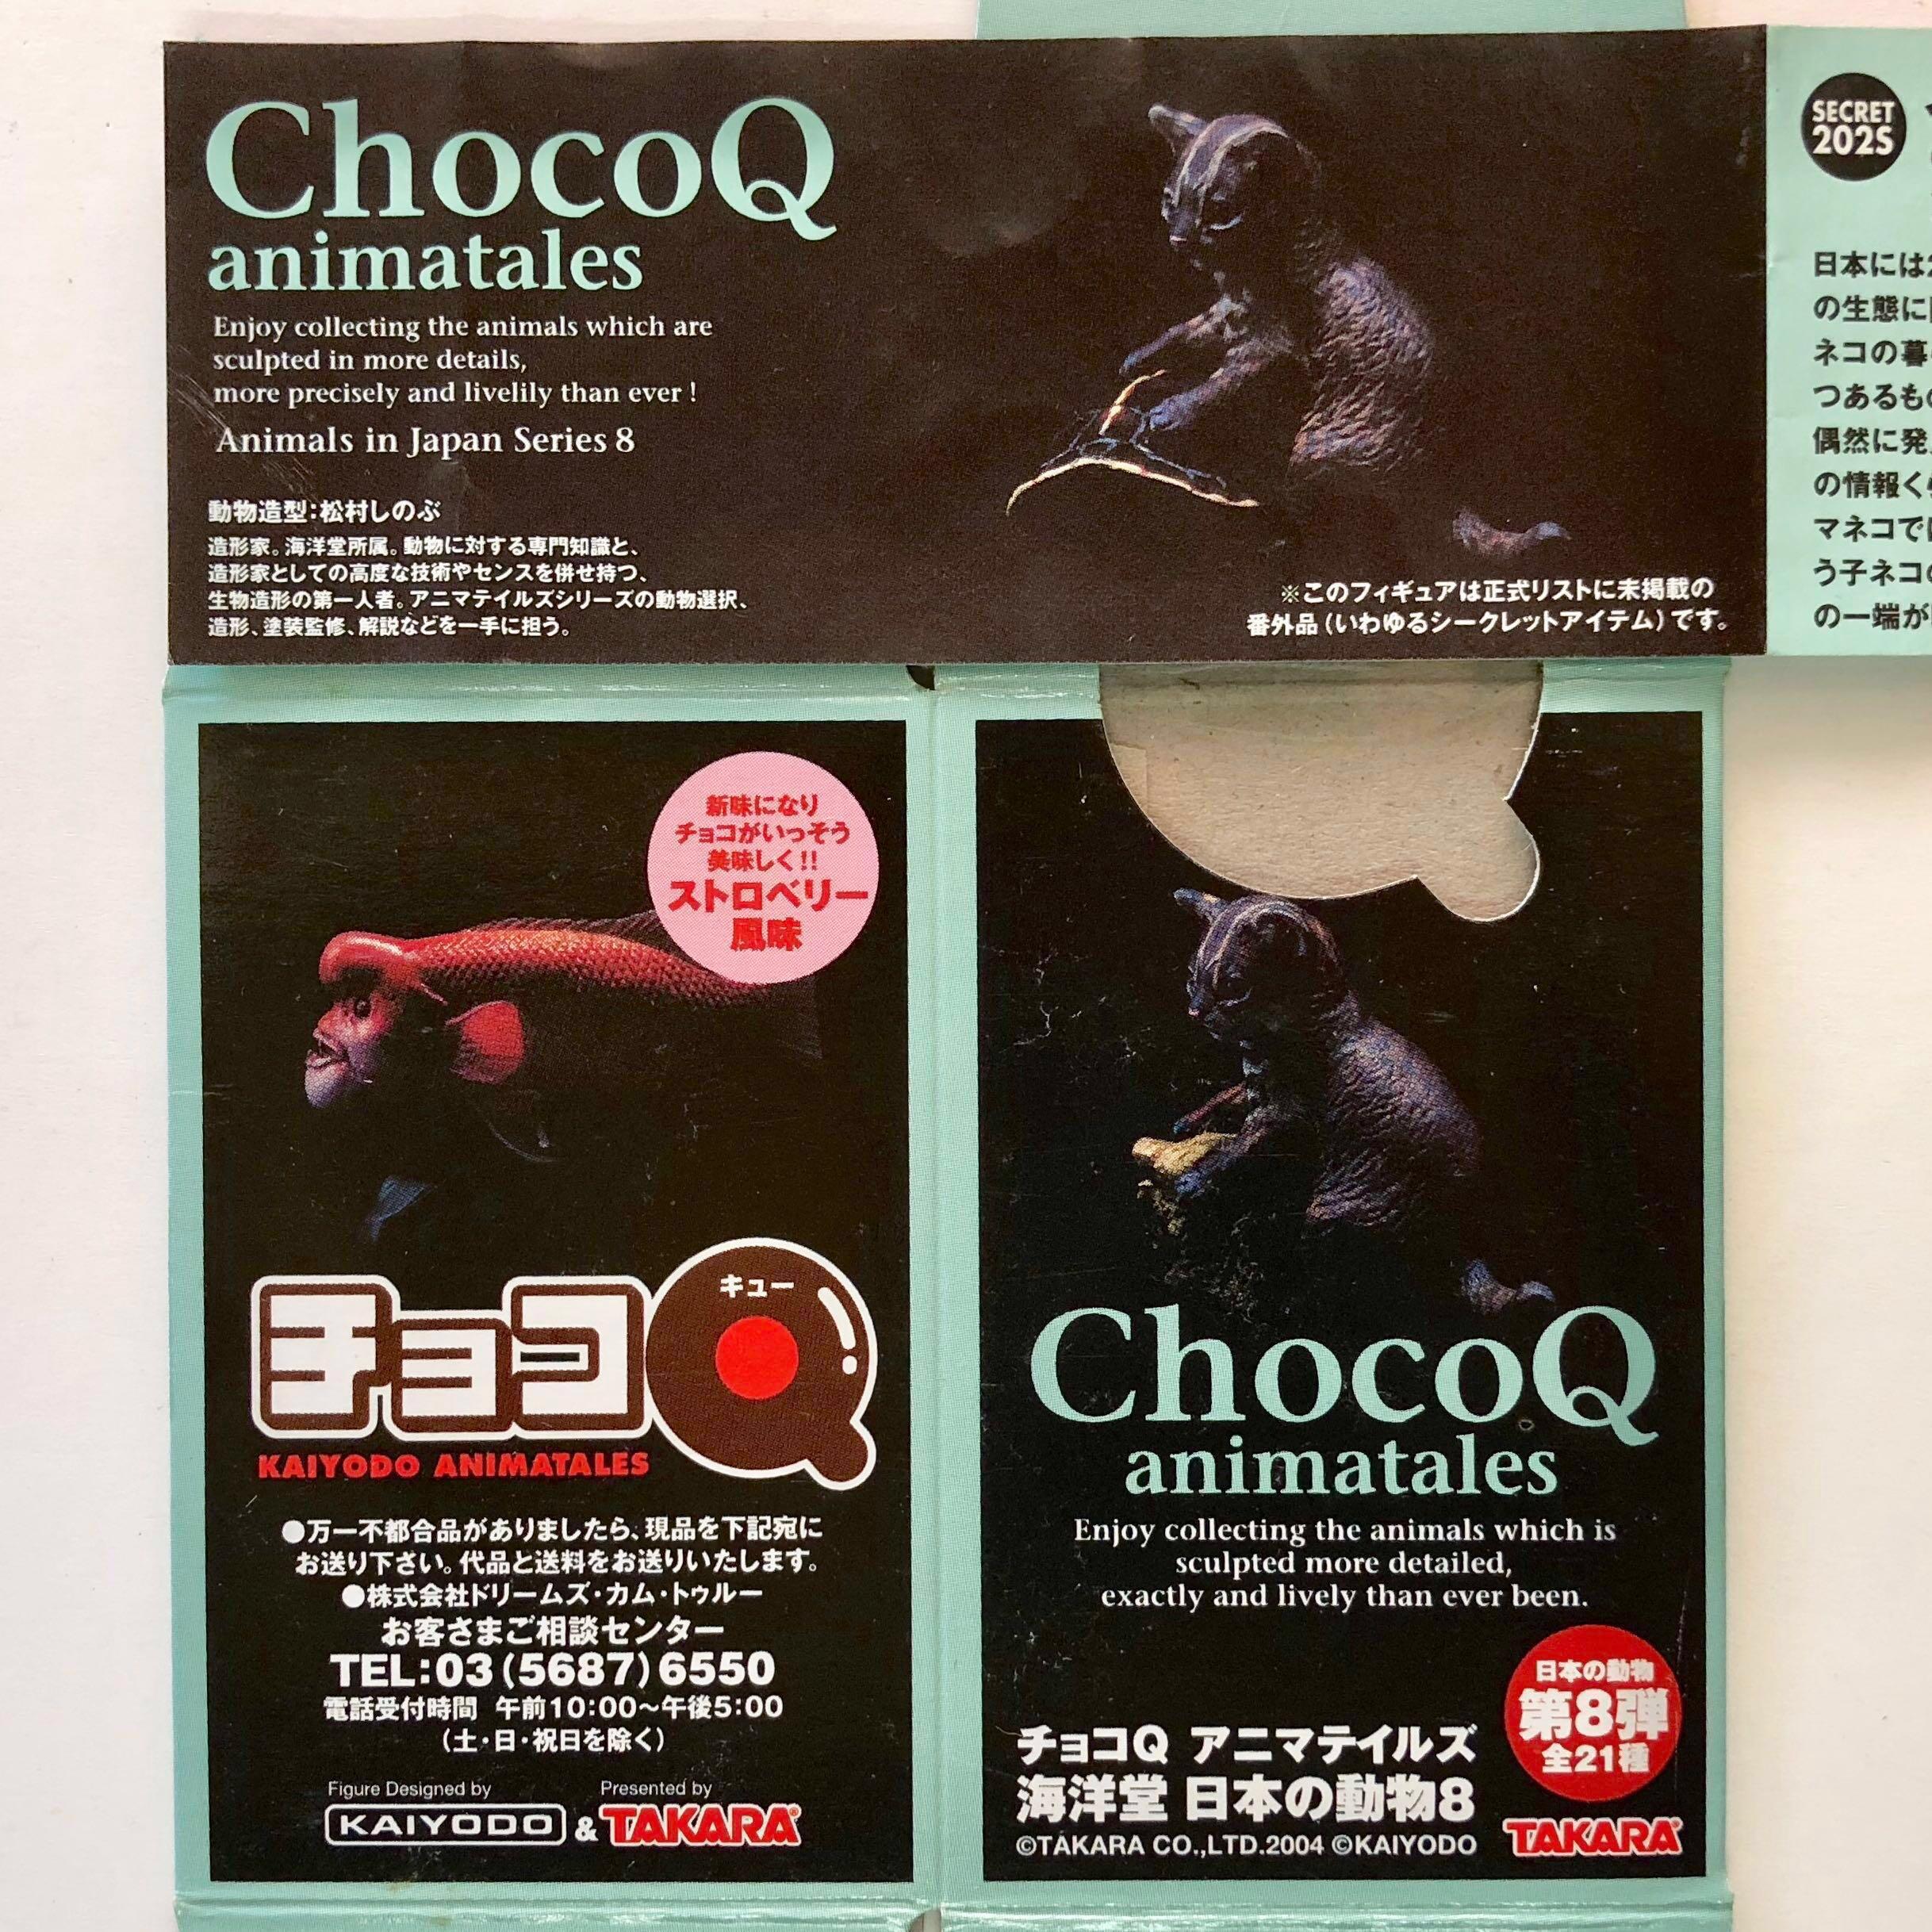 ChocoQ
animatales
Enjoy collecting the animals which are
sculpted in more details,
more precisely and livelily than ever !
Animals in Japan Series 8
動物造型:松村しのぶ
造形家。海洋堂所属。動物に対する専門知識と、
造形家としての高度な技術やセンスを併せ持つ、
生物造形の第一人者。アニマテイルズシリーズの動物選択、
造形、塗装監修、解説などを一手に担う。
※このフィギュアは正式リストに未掲載の
番外品(いわゆるシークレットアイテム)です。
SECRET
202S
日本には
の生態に
ネコの暮
つあるも
偶然に発
の情報く
マネコで
う子ネコ
の一端が
新味になり
チョコがいっそう
美味しく!!
ストロベリー
風味
チョコQ
キュー
KAIYODO ANIMATALES
●万一不都合品がありましたら、現品を下記宛に
お送り下さい。代品と送料をお送りいたします。
●株式会社ドリームズ・カム・トゥルー
お客さまご相談センター
TEL:03(5687)6550
電話受付時間 午前10:00~午後5:00
(土・日・祝日を除く)
Figure Designed by Presented by
KAIYODO & TAKARA®
ChocoQ
animatales
Enjoy collecting the animals which is
sculpted more detailed,
exactly and lively than ever been.
日本の動物
第8弾
全21種
チョコQ アニマテイルズ
海洋堂 日本の動物8
©TAKARA CO.,LTD.2004 ©KAIYODO
TAKARA®